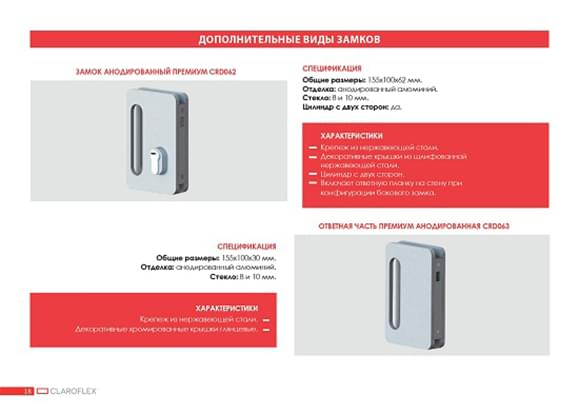 ДОПОЛНИТЕЛЬНЫЕ ВИДЫ ЗАМКОВ
ЗАМОК АНОДИРОВАННЫЙ ПРЕМИУМ CRD062
СПЕЦИФИКАЦИЯ
Общие размеры: 155х100х62 мм.
Отделка: анодированный алюминий.
Стекло: 8 и 10 мм.
Цилиндр с двух сторон: да.
ХАРАКТЕРИСТИКИ
— Крепеж из нержавеющей стали.
— Декоративные крышки из шлифованной
нержавеющей стали.
— Цилиндр с двух сторон.
— Включает ответную планку на стену при
конфигурации бокового замка.
ОТВЕТНАЯ ЧАСТЬ ПРЕМИУМ АНОДИРОВАННАЯ CRD063
СПЕЦИФИКАЦИЯ
Общие размеры: 155х100х30 мм.
Отделка: анодированный алюминий.
Стекло: 8 и 10 мм.
ХАРАКТЕРИСТИКИ
Крепеж из нержавеющей стали. —
Декоративные хромированные крышки глянцевые. —
CLAROFLEX